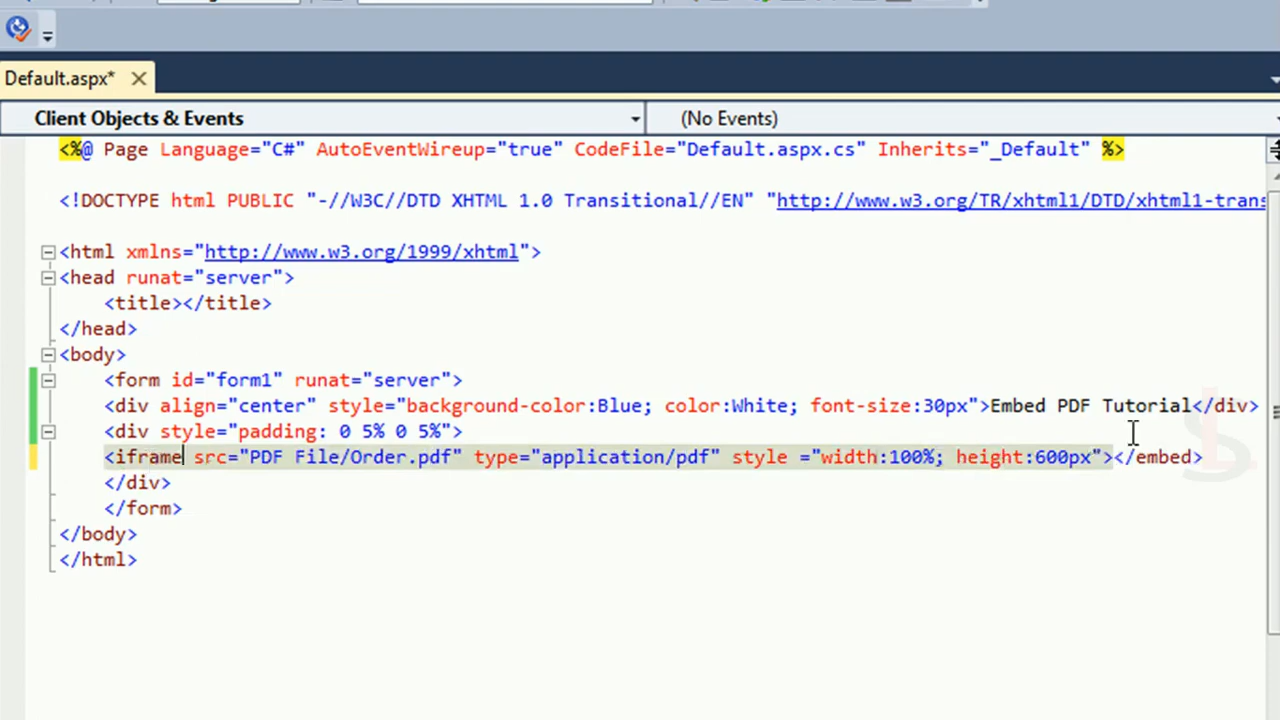 Default.aspx*
Client Objects & Events (No Events)
<%@ Page Language="C#" AutoEventWireup="true" CodeFile="Default.aspx.cs" Inherits="_Default" %>
<!DOCTYPE html PUBLIC "-//W3C//DTD XHTML 1.0 Transitional//EN" "http://www.w3.org/TR/xhtml1/DTD/xhtml1-trans
<html xmlns="http://www.w3.org/1999/xhtml">
<head runat="server">
<title></title>
</head>
<body>
<form id="form1" runat="server">
<div align="center" style="background-color:Blue; color:White; font-size:30px">Embed PDF Tutorial</div>
<div style="padding: 0 5% 0 5%">
<iframe src="PDF File/Order.pdf" type="application/pdf" style ="width:100%; height:600px"></embed>
</div>
</form>
</body>
</html>